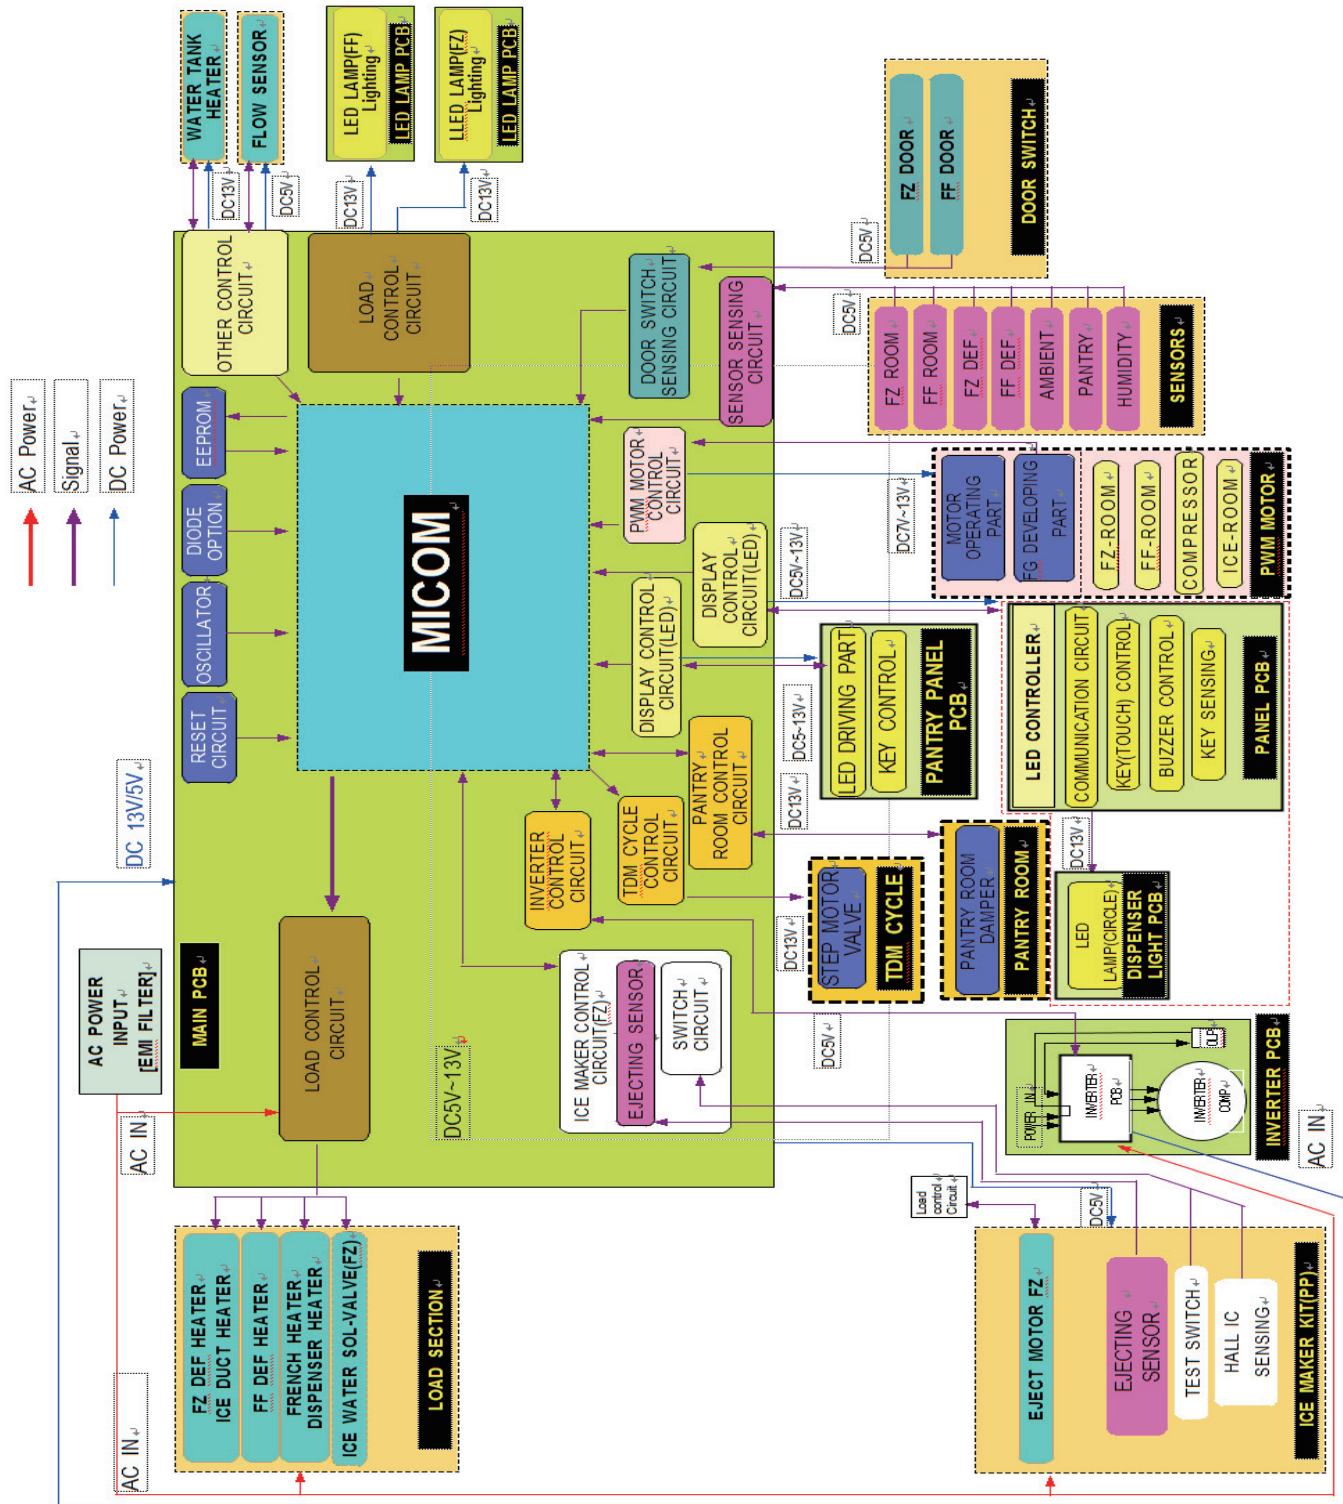 AC Power
Signal
DC Power
AC POWER
INPUT
[EMI FILTER]
AC IN
DC 13V/5V
MAIN PCB
LOAD CONTROL
CIRCUIT
RESET
CIRCUIT
OSCILLATOR
DIODE
OPTION
EEPROM
OTHER CONTROL
CIRCUIT
LOAD
CONTROL
CIRCUIT
WATER TANK
HEATER
FLOW SENSOR
DC13V
DC5V
LED LAMP(FF)
Lighting
LED LAMP PCB
DC13V
LLED LAMP(FZ)
Lighting
LED LAMP PCB
DC13V
MICOM
DOOR SWITCH
SENSING CIRCUIT
SENSOR SENSING
CIRCUIT
PWM MOTOR
CONTROL
CIRCUIT
DISPLAY
CONTROL
CIRCUIT(LED)
DISPLAY CONTROL
CIRCUIT(LED)
PANTRY
ROOM CONTROL
CIRCUIT
TDM CYCLE
CONTROL
CIRCUIT
INVERTER
CONTROL
CIRCUIT
ICE MAKER CONTROL
CIRCUIT(FZ)
EJECTING SENSOR
SWITCH
CIRCUIT
DC5V~13V
DC5V
FZ DOOR
FF DOOR
DOOR SWITCH
DC5V
FZ ROOM
FF ROOM
FZ DEF
FF DEF
AMBIENT
PANTRY
HUMIDITY
SENSORS
DC7V~13V
MOTOR
OPERATING
PART
FG DEVELOPING
PART
FZ-ROOM
FF-ROOM
COMPRESSOR
ICE-ROOM
PWM MOTOR
DC5V~13V
LED CONTROLLER
COMMUNICATION CIRCUIT
KEY(TOUCH) CONTROL
BUZZER CONTROL
KEY SENSING
PANEL PCB
DC5~13V
LED DRIVING PART
KEY CONTROL
PANTRY PANEL
PCB
DC13V
PANTRY ROOM
DAMPER
PANTRY ROOM
DC13V
STEP MOTOR
VALVE
TDM CYCLE
DC13V
LED
LAMP(CIRCLE)
DISPENSER
LIGHT PCB
DC5V
POWER IN
INVERTER
PCB
OLP
INVERTER
COMP
INVERTER PCB
AC IN
Load
control
Circuit
DC5V
EJECT MOTOR FZ
EJECTING
SENSOR
TEST SWITCH
HALL IC
SENSING
ICE MAKER KIT(PP)
AC IN
FZ DEF HEATER
ICE DUCT HEATER
FF DEF HEATER
FRENCH HEATER
DISPENSER HEATER
ICE WATER SOL-VALVE(FZ)
LOAD SECTION